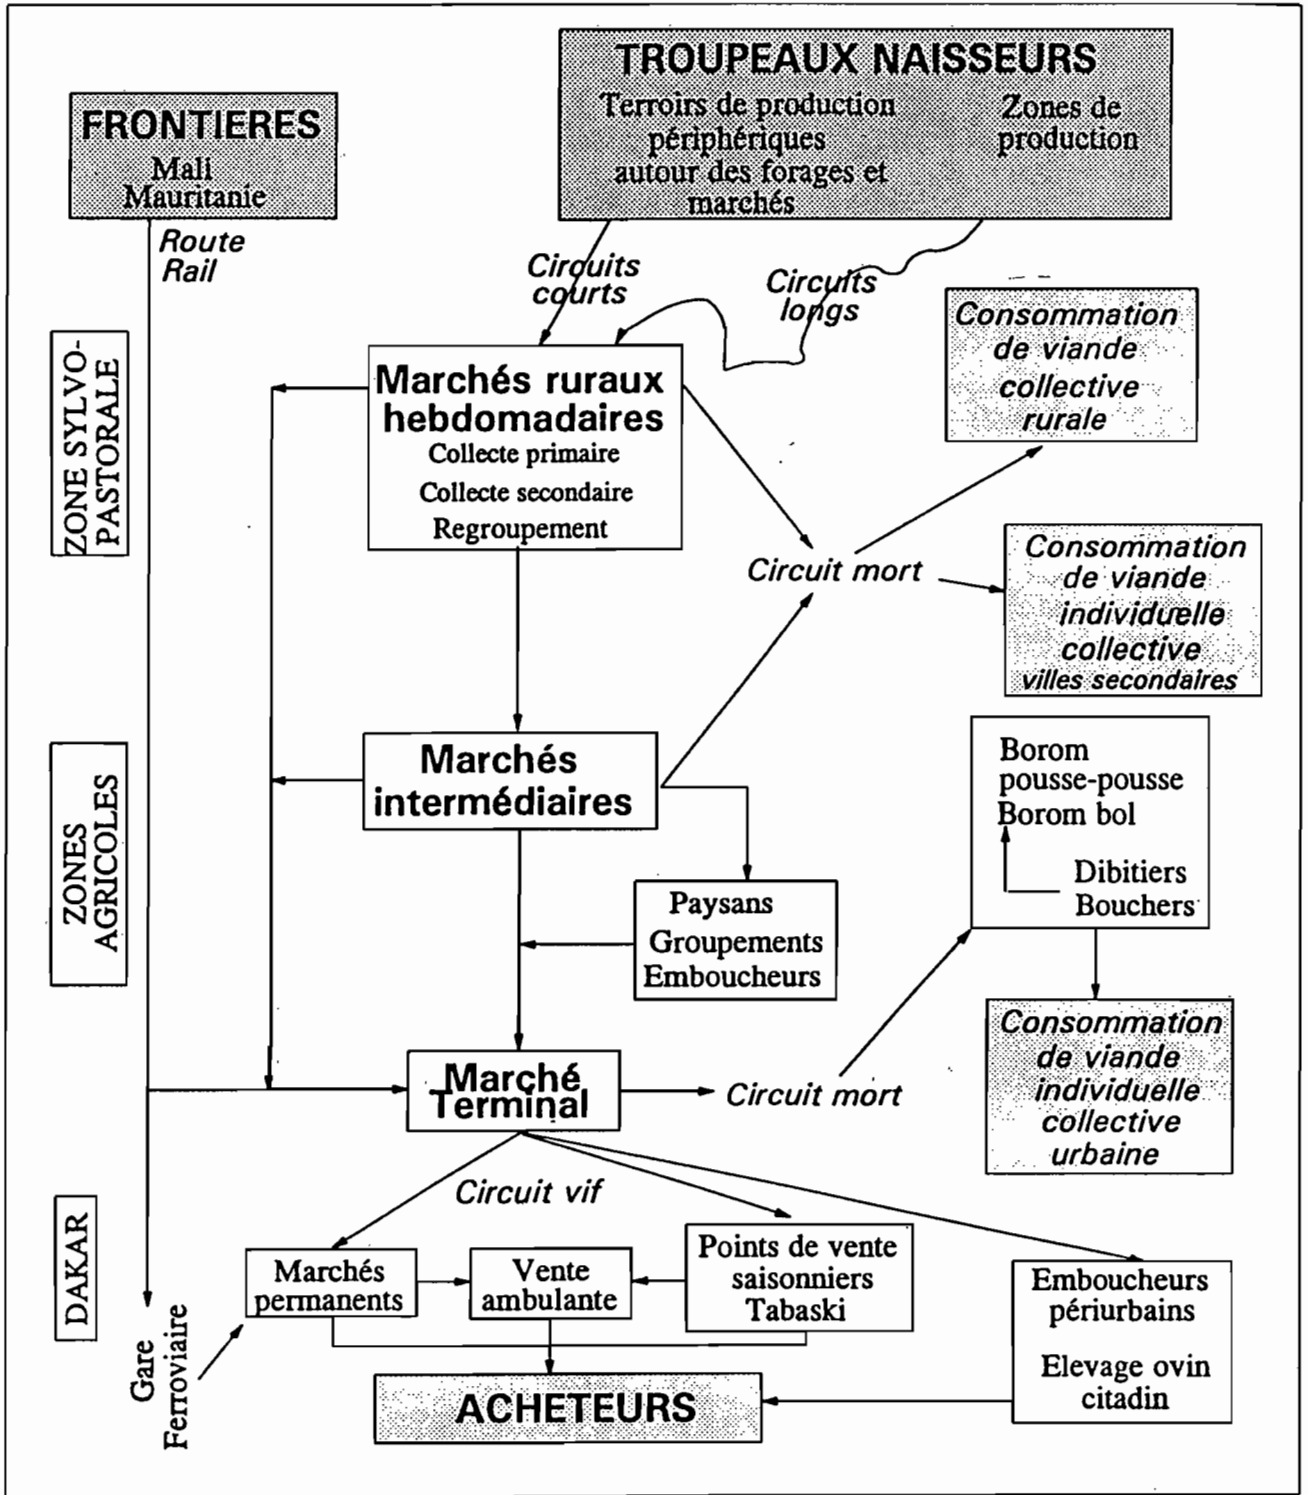 TROUPEAUX NAISSEURS
Terroirs de production
périphériques
autour des forages et
marchés
Zones de
production
FRONTIERES
Mali
Mauritanie
Route
Rail
Circuits
courts
Circuits
longs
Consommation
de viande
collective
rurale
ZONE SYLVO-
PASTORALE
Marchés ruraux
hebdomadaires
Collecte primaire
Collecte secondaire
Regroupement
Circuit mort
Consommation
de viande
individuelle
collective
villes secondaires
ZONES
AGRICOLES
Marchés
intermédiaires
Borom
pousse-pousse
Borom bol
Dibitiers
Bouchers
Paysans
Groupements
Emboucheurs
Marché
Terminal
Circuit mort
Consommation
de viande
individuelle
collective
urbaine
DAKAR
Circuit vif
Marchés
permanents
Vente
ambulante
Points de vente
saisonniers
Tabaski
Emboucheurs
périurbains
Elevage ovin
citadin
Gare
Ferroviaire
ACHETEURS